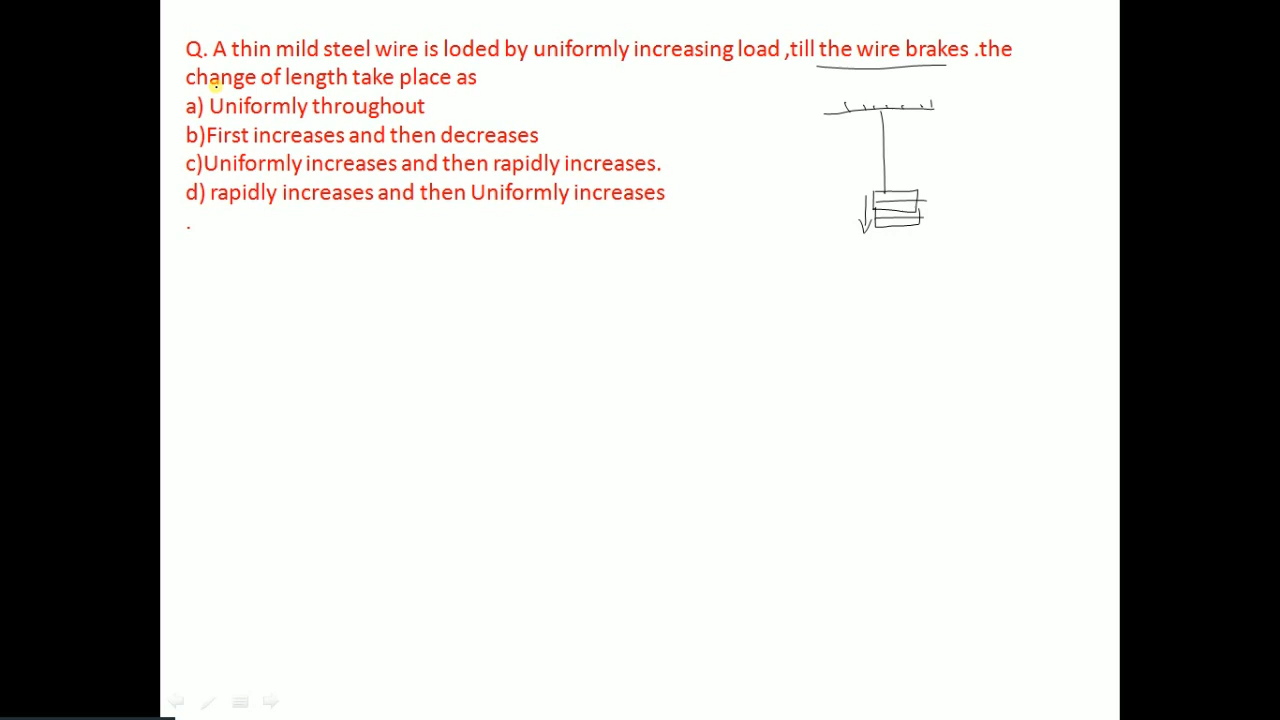 Q. A thin mild steel wire is loded by uniformly increasing load ,till the wire brakes .the
change of length take place as
a) Uniformly throughout
b)First increases and then decreases
c)Uniformly increases and then rapidly increases.
d) rapidly increases and then Uniformly increases
.